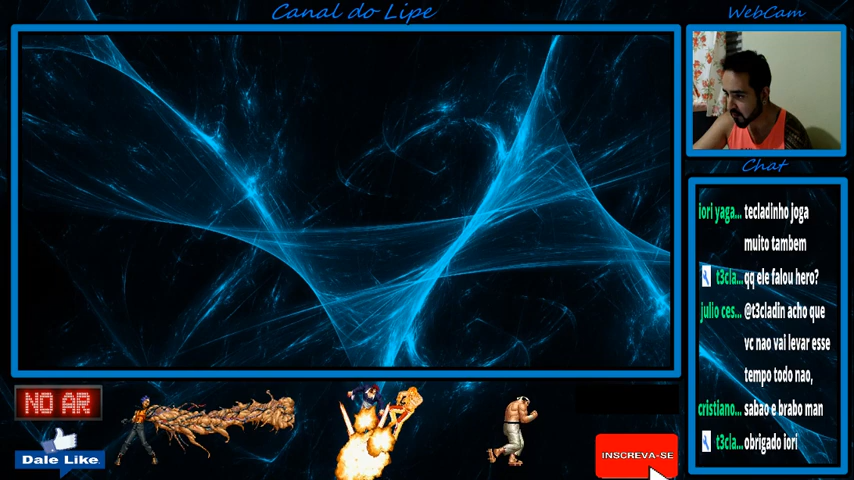 Canal do Lipe
WebCam
Chat
iori yaga... tecladinho joga
muito tambem
t3cla... qq ele falou hero?
julio ces... @t3cladin acho que
vc nao vai levar esse
tempo todo nao,
cristiano... sabao e brabo man
t3cla... obrigado iori
NO AR
Dale Like.
INSCREVA-SE